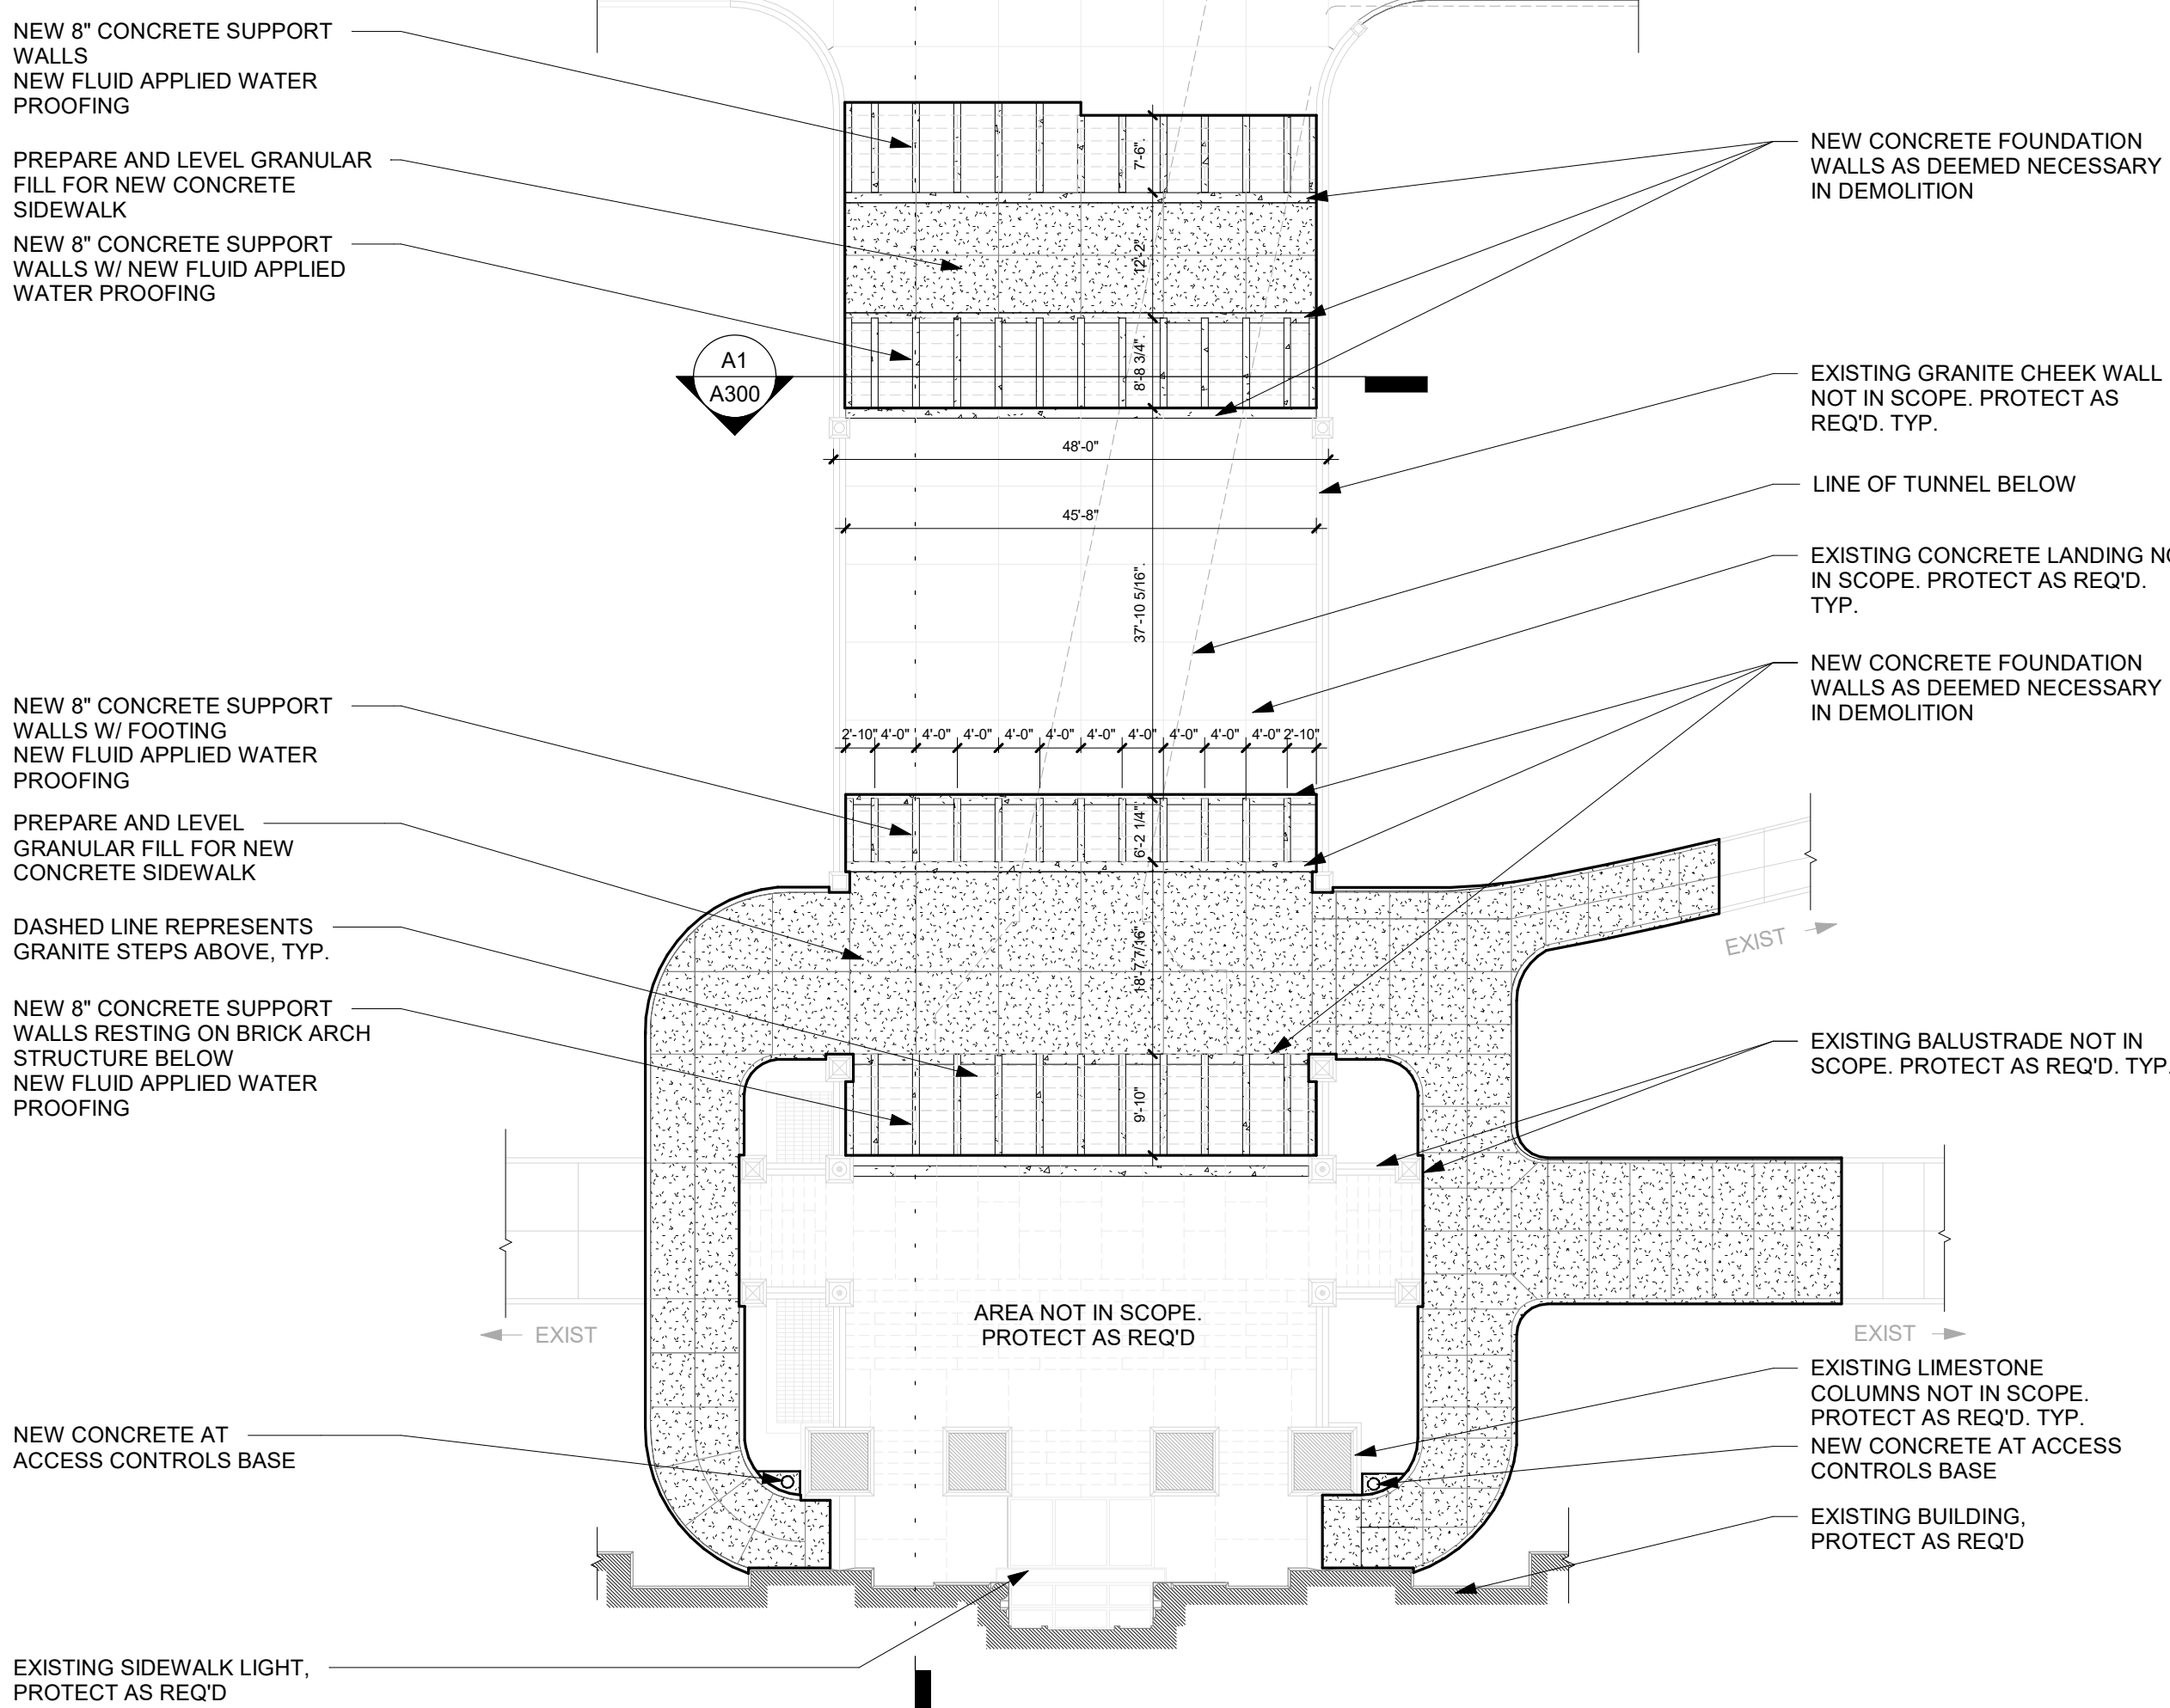 NEW 8" CONCRETE SUPPORT
WALLS
NEW FLUID APPLIED WATER
PROOFING
PREPARE AND LEVEL GRANULAR
FILL FOR NEW CONCRETE
SIDEWALK
NEW 8" CONCRETE SUPPORT
WALLS W/ NEW FLUID APPLIED
WATER PROOFING
A1
A300
7'-6".
12'-2".
8'-8 3/4".
48'-0"
45'-8"
37'-10 5/16".
NEW CONCRETE FOUNDATION
WALLS AS DEEMED NECESSARY
IN DEMOLITION
EXISTING GRANITE CHEEK WALL
NOT IN SCOPE. PROTECT AS
REQ'D. TYP.
LINE OF TUNNEL BELOW
EXISTING CONCRETE LANDING
IN SCOPE. PROTECT AS REQ'D.
TYP.
NEW CONCRETE FOUNDATION
WALLS AS DEEMED NECESSARY
IN DEMOLITION
2'-10" 4'-0" 4'-0" 4'-0" 4'-0" 4'-0" 4'-0" 4'-0" 4'-0" 4'-0" 4'-0" 2'-10"
NEW 8" CONCRETE SUPPORT
WALLS W/ FOOTING
NEW FLUID APPLIED WATER
PROOFING
PREPARE AND LEVEL
GRANULAR FILL FOR NEW
CONCRETE SIDEWALK
DASHED LINE REPRESENTS
GRANITE STEPS ABOVE, TYP.
NEW 8" CONCRETE SUPPORT
WALLS RESTING ON BRICK ARCH
STRUCTURE BELOW
NEW FLUID APPLIED WATER
PROOFING
6'-2 1/4".
18'-7 7/16"
9'-10"
EXIST
EXISTING BALUSTRADE NOT IN
SCOPE. PROTECT AS REQ'D. TYP.
AREA NOT IN SCOPE.
PROTECT AS REQ'D
EXIST
EXIST
EXISTING LIMESTONE
COLUMNS NOT IN SCOPE.
PROTECT AS REQ'D. TYP.
NEW CONCRETE AT ACCESS
CONTROLS BASE
EXISTING BUILDING,
PROTECT AS REQ'D
NEW CONCRETE AT
ACCESS CONTROLS BASE
EXISTING SIDEWALK LIGHT,
PROTECT AS REQ'D